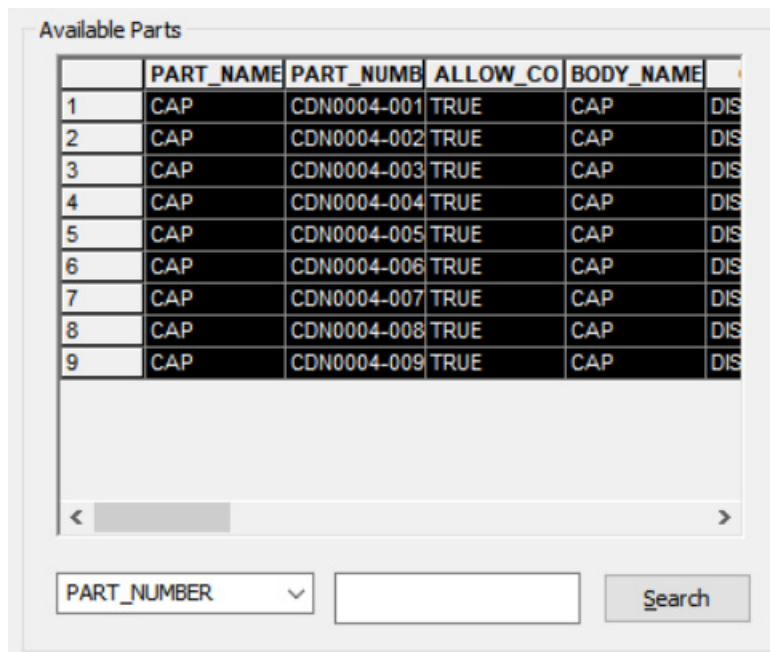 Available Parts
PART_NAME PART_NUMB ALLOW_CO BODY_NAME
1 CAP CDN0004-001 TRUE CAP DIS
2 CAP CDN0004-002 TRUE CAP DIS
3 CAP CDN0004-003 TRUE CAP DIS
4 CAP CDN0004-004 TRUE CAP DIS
5 CAP CDN0004-005 TRUE CAP DIS
6 CAP CDN0004-006 TRUE CAP DIS
7 CAP CDN0004-007 TRUE CAP DIS
8 CAP CDN0004-008 TRUE CAP DIS
9 CAP CDN0004-009 TRUE CAP DIS
PART_NUMBER Search